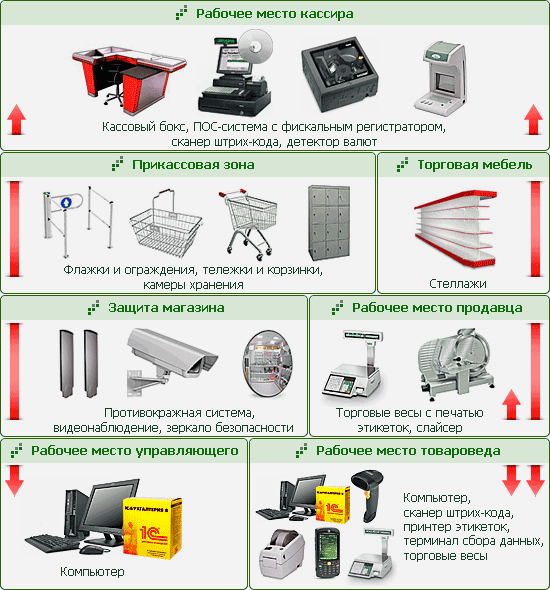 Рабочее место кассира
Кассовый бокс, ПОС-система с фискальным регистратором,
сканер штрих-кода, детектор валют
Прикассовая зона
Флажки и ограждения, тележки и корзинки,
камеры хранения
Торговая мебель
Стеллажи
Защита магазина
Противокражная система,
видеонаблюдение, зеркало безопасности
Рабочее место продавца
Торговые весы с печатью
этикеток, слайсер
Рабочее место управляющего
1С
Компьютер
Рабочее место товароведа
1С
Компьютер,
сканер штрих-кода,
принтер этикеток,
терминал сбора данных,
торговые весы